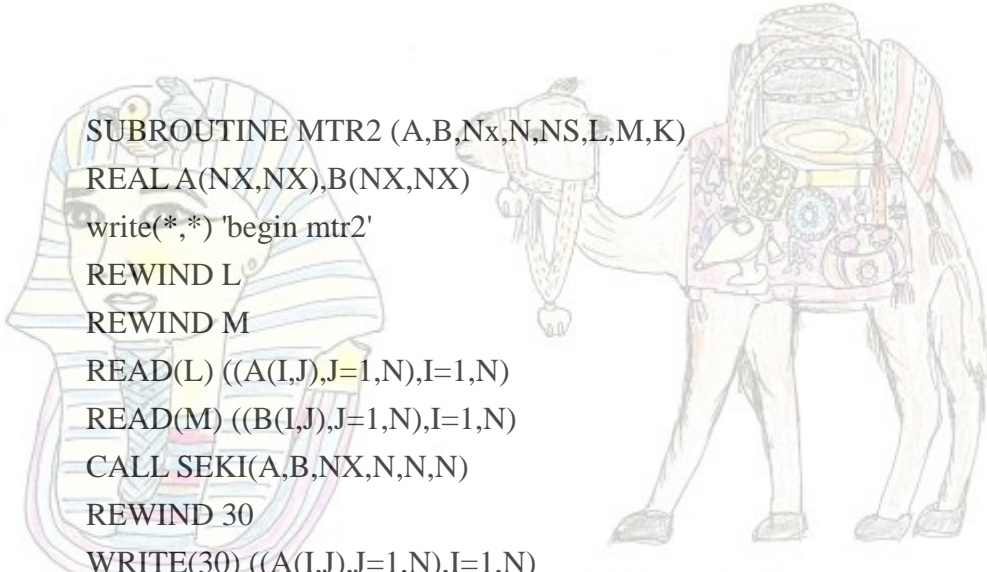 SUBROUTINE MTR2 (A,B,Nx,N,NS,L,M,K)
REAL A(NX,NX),B(NX,NX)
write(*,*) 'begin mtr2'
REWIND L
REWIND M
READ(L) ((A(I,J),J=1,N),I=1,N)
READ(M) ((B(I,J),J=1,N),I=1,N)
CALL SEKI(A,B,NX,N,N,N)
REWIND 30
WRITE(30) ((A(I,J),J=1,N),I=1,N)